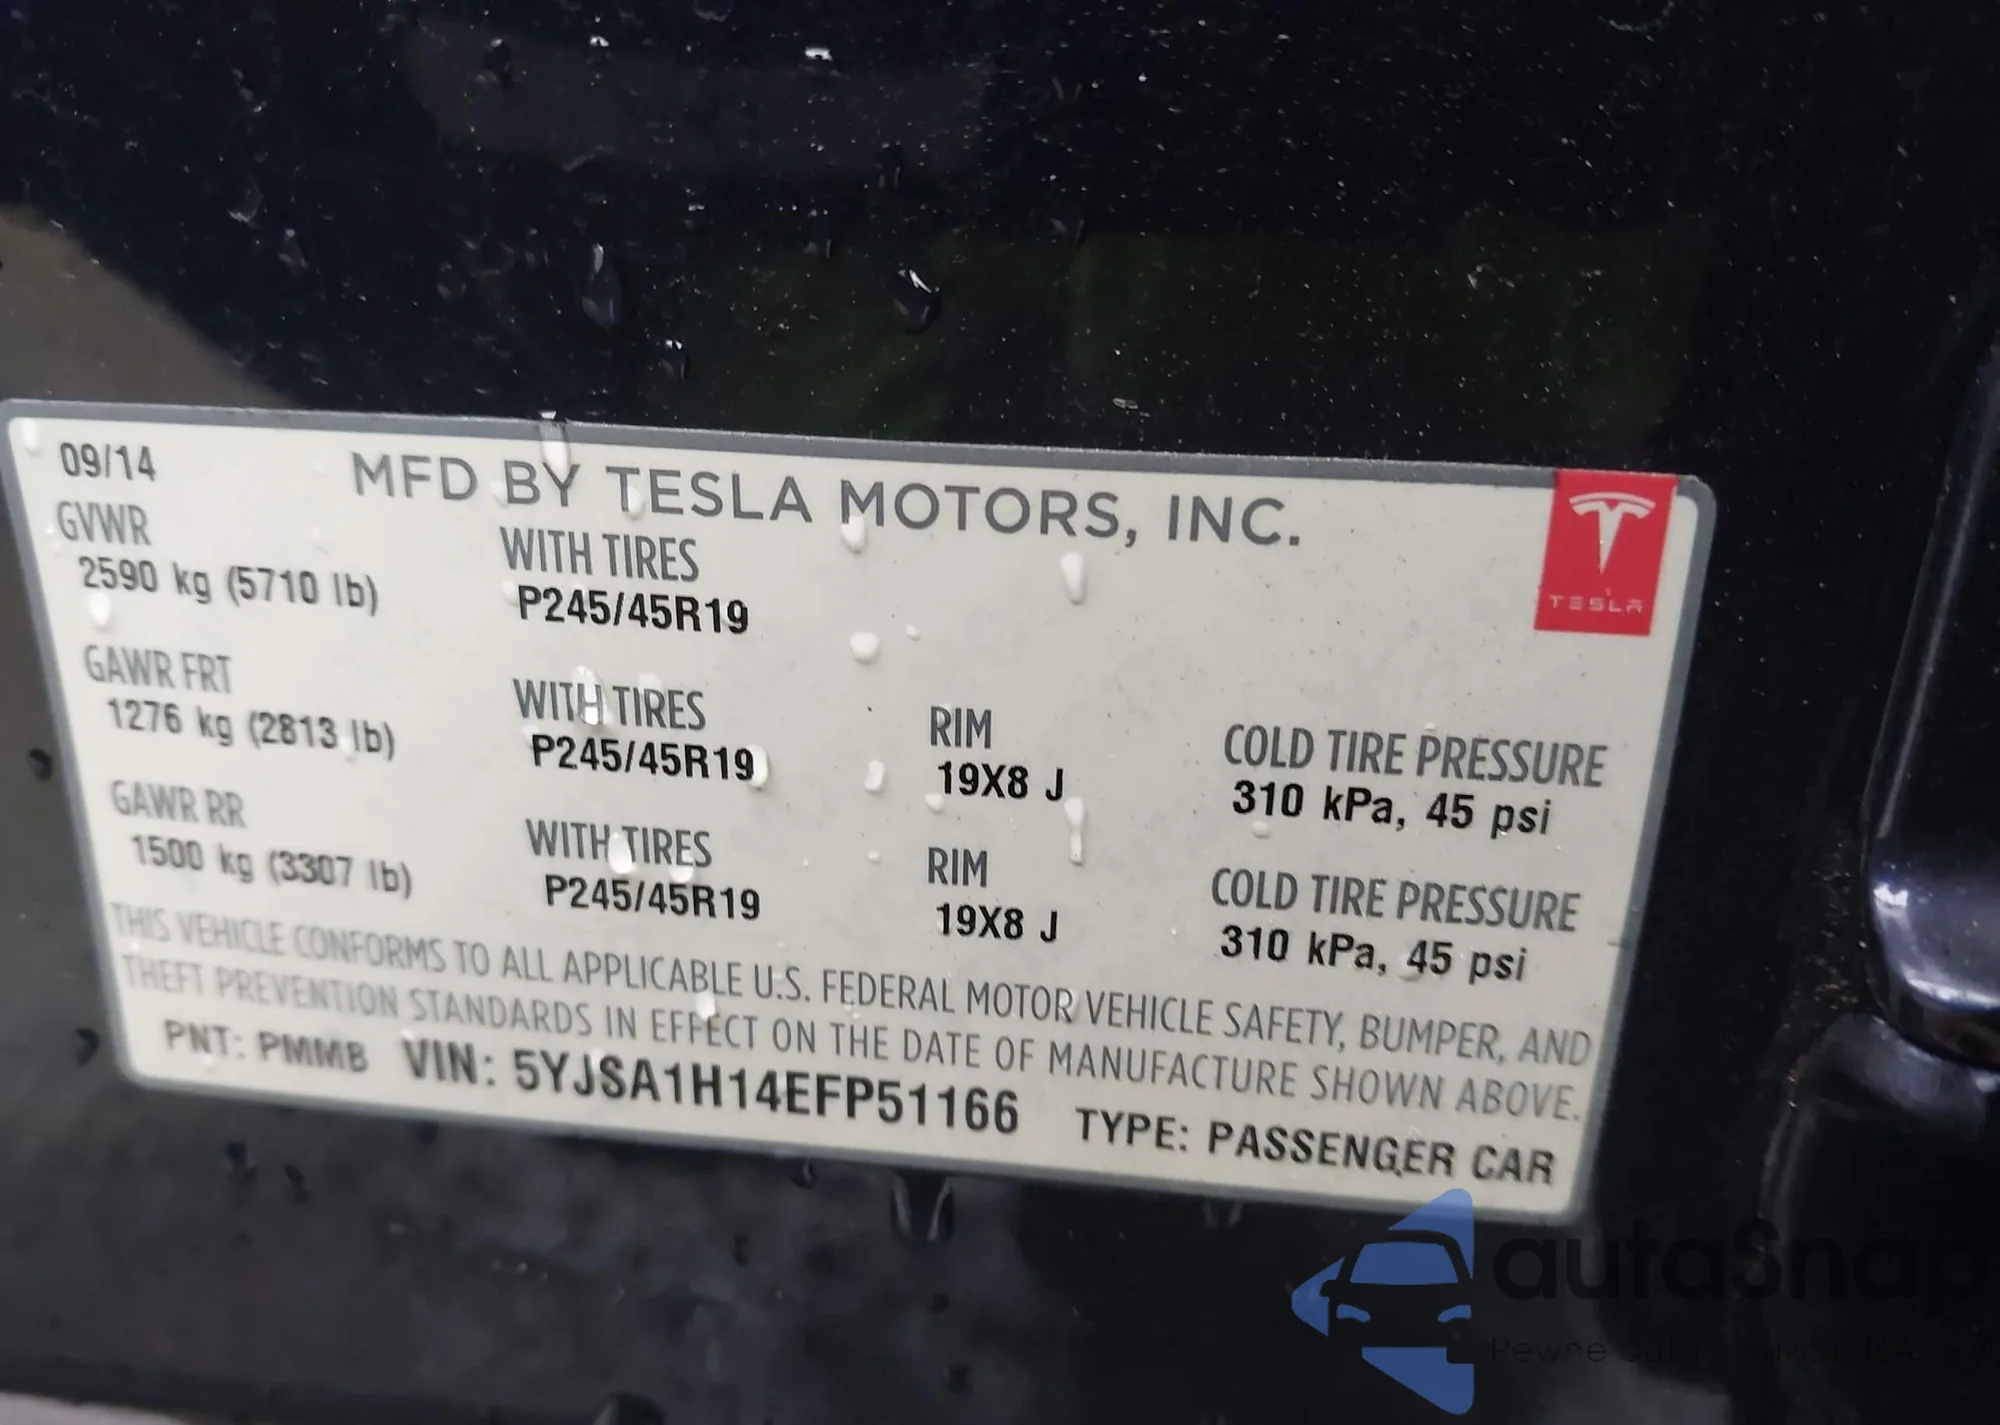 09/14
MFD BY TESLA MOTORS, INC.
TESLA
GVWR
2590 kg (5710 lb)
WITH TIRES
P245/45R19
GAWR FRT
1276 kg (2813 lb)
WITH TIRES
P245/45R19
RIM
19X8 J
COLD TIRE PRESSURE
310 kPa, 45 psi
GAWR RR
1500 kg (3307 lb)
WITH TIRES
P245/45R19
RIM
19X8 J
COLD TIRE PRESSURE
310 kPa, 45 psi
THIS VEHICLE CONFORMS TO ALL APPLICABLE U.S. FEDERAL MOTOR VEHICLE SAFETY, BUMPER, AND
THEFT PREVENTION STANDARDS IN EFFECT ON THE DATE OF MANUFACTURE SHOWN ABOVE.
PNT: PMMB VIN: 5YJSA1H14EFP51166 TYPE: PASSENGER CAR
autaSnap
Pewne auta